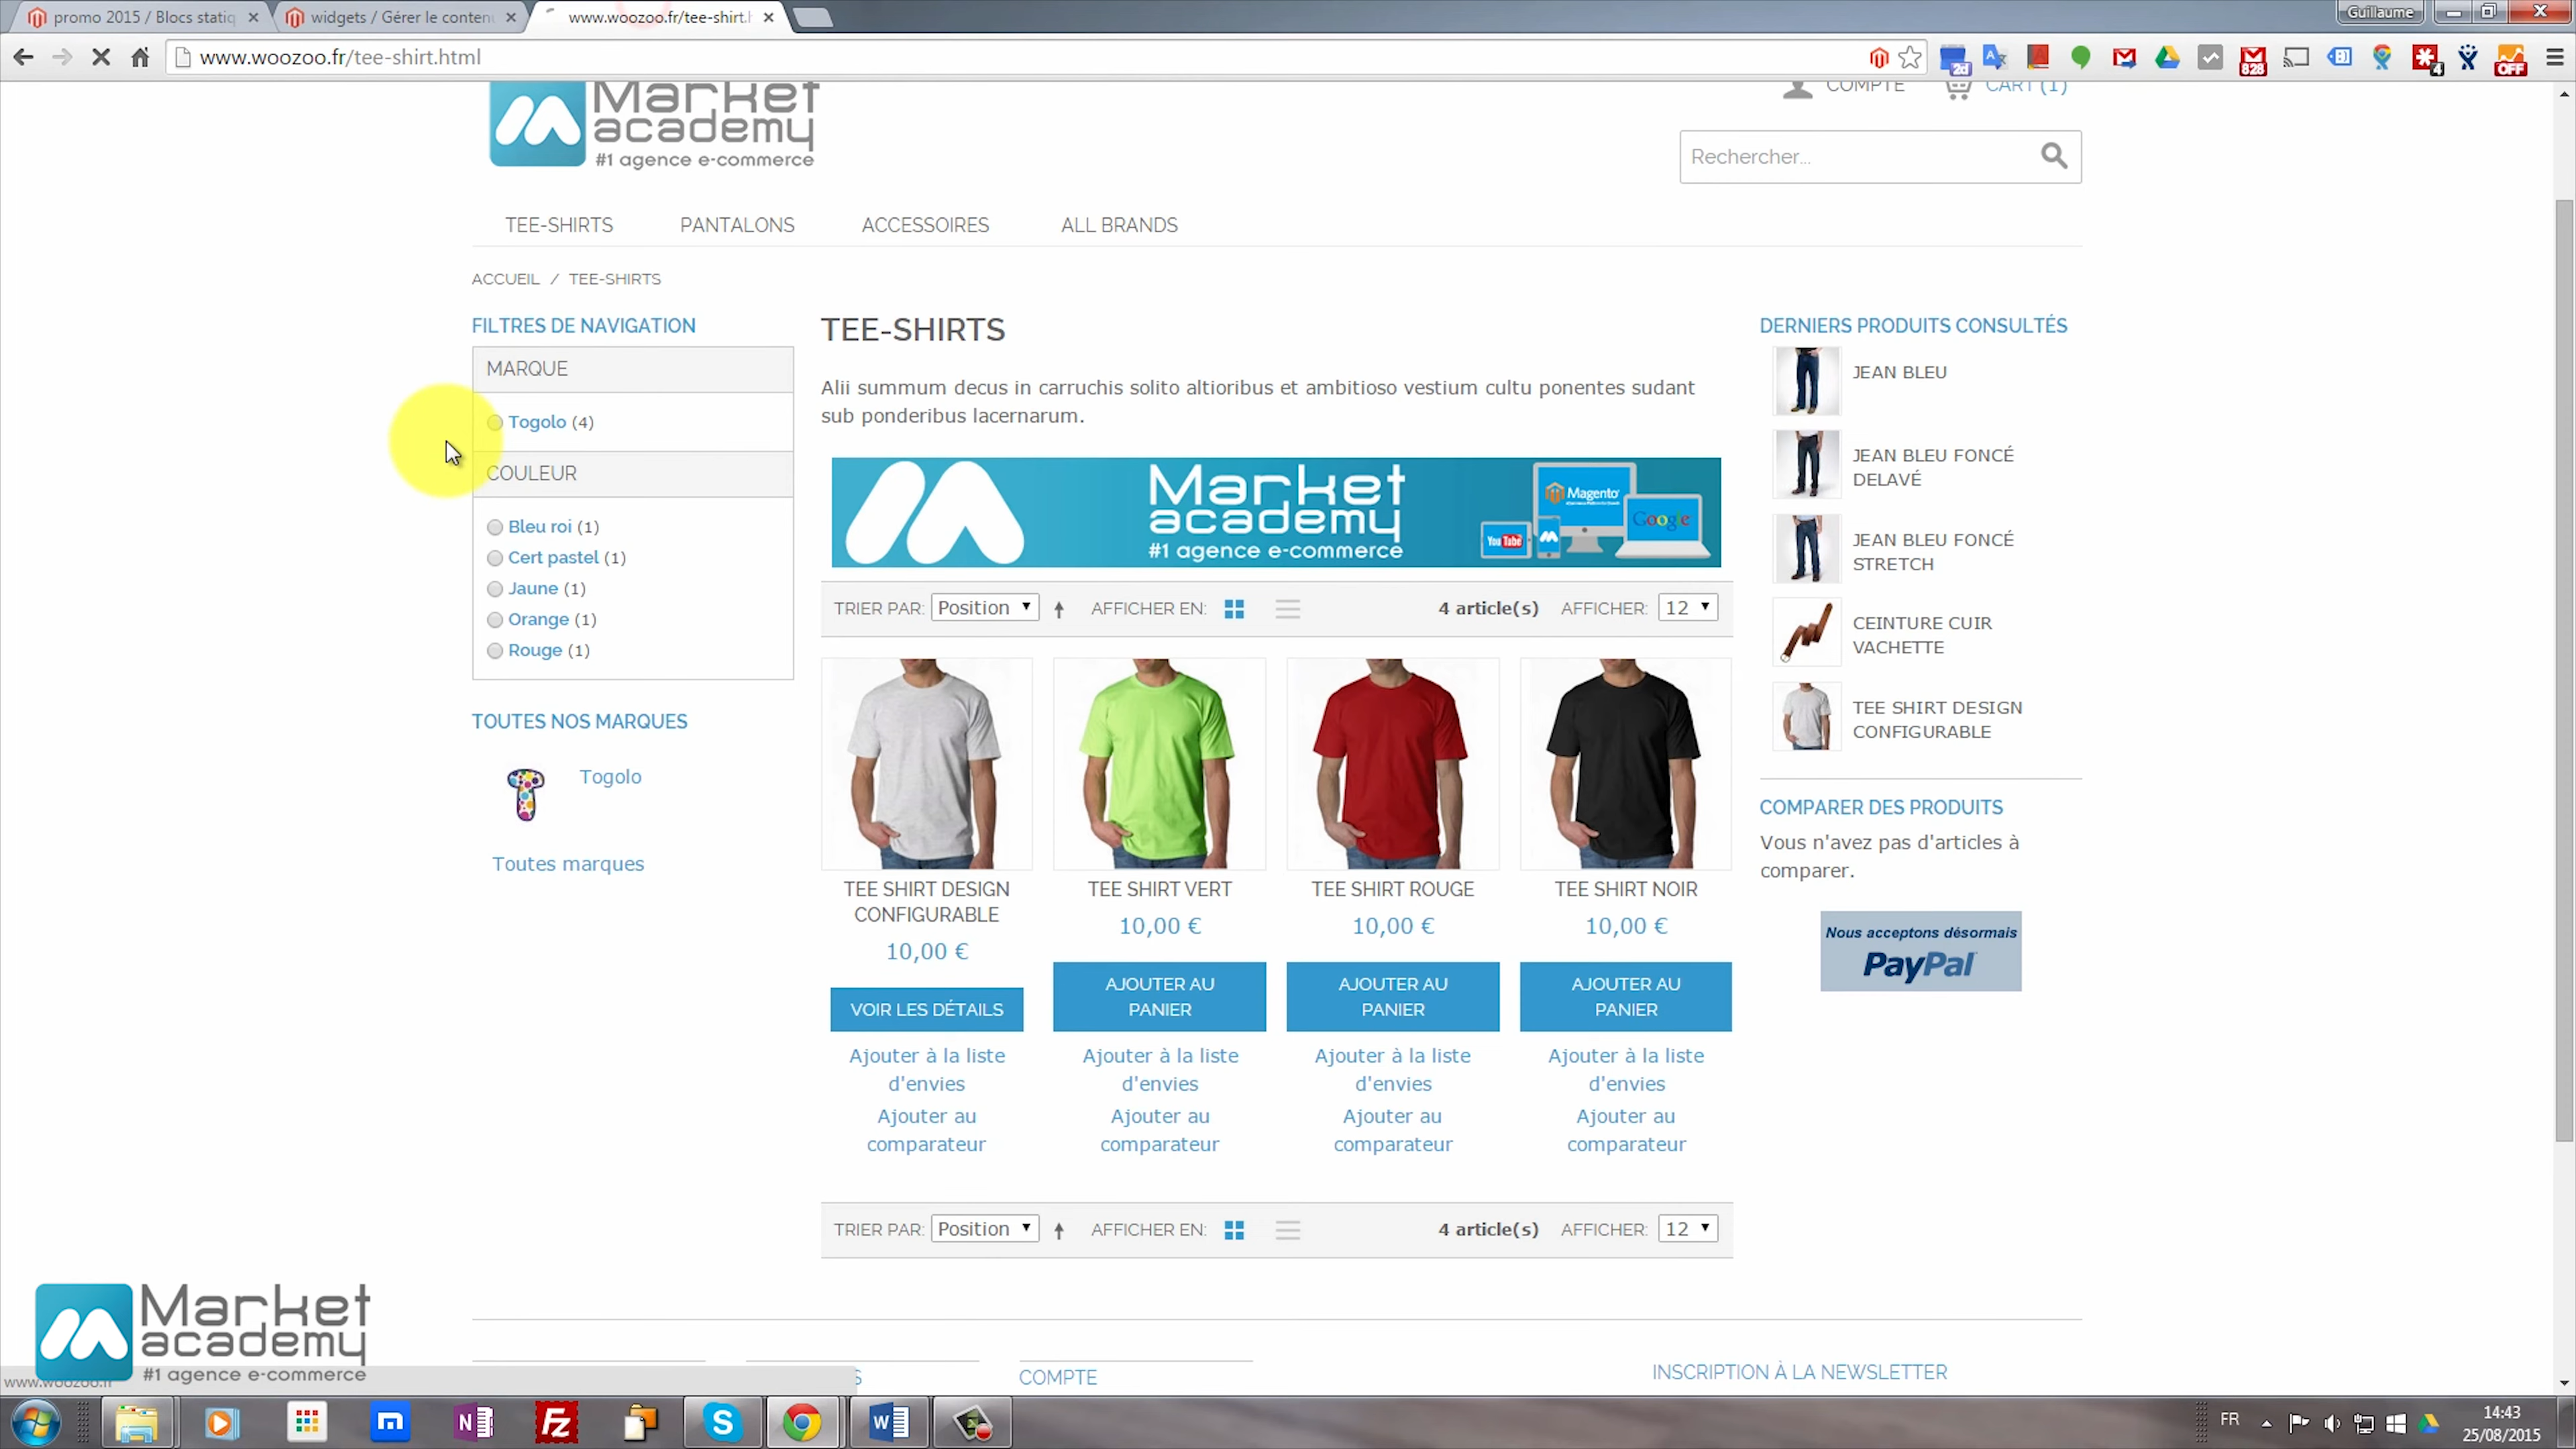 promo 2015 / Blocs statiq
widgets / Gérer le conten
www.woozoo.fr/tee-shirt.h
Guillaume
www.woozoo.fr/tee-shirt.html
2d
828
4
OFF
Market
academy
#1 agence e-commerce
COMPTE
CART (1)
Rechercher...
TEE-SHIRTS
PANTALONS
ACCESSOIRES
ALL BRANDS
ACCUEIL / TEE-SHIRTS
FILTRES DE NAVIGATION
MARQUE
Togolo (4)
COULEUR
Bleu roi (1)
Cert pastel (1)
Jaune (1)
Orange (1)
Rouge (1)
TOUTES NOS MARQUES
Togolo
Toutes marques
TEE-SHIRTS
Alii summum decus in carruchis solito altioribus et ambitioso vestium cultu ponentes sudant
sub ponderibus lacernarum.
Market
academy
#1 agence e-commerce
Magento
Google
YouTube
TRIER PAR: Position AFFICHER EN: 4 article(s) AFFICHER: 12
TEE SHIRT DESIGN
CONFIGURABLE
10,00 €
VOIR LES DÉTAILS
Ajouter à la liste
d'envies
Ajouter au
comparateur
TEE SHIRT VERT
10,00 €
AJOUTER AU
PANIER
Ajouter à la liste
d'envies
Ajouter au
comparateur
TEE SHIRT ROUGE
10,00 €
AJOUTER AU
PANIER
Ajouter à la liste
d'envies
Ajouter au
comparateur
TEE SHIRT NOIR
10,00 €
AJOUTER AU
PANIER
Ajouter à la liste
d'envies
Ajouter au
comparateur
TRIER PAR: Position AFFICHER EN: 4 article(s) AFFICHER: 12
DERNIERS PRODUITS CONSULTÉS
JEAN BLEU
JEAN BLEU FONCÉ
DELAVÉ
JEAN BLEU FONCÉ
STRETCH
CEINTURE CUIR
VACHETTE
TEE SHIRT DESIGN
CONFIGURABLE
COMPARER DES PRODUITS
Vous n'avez pas d'articles à
comparer.
Nous acceptons désormais
PayPal
COMPTE
INSCRIPTION À LA NEWSLETTER
Market
academy
#1 agence e-commerce
www.woozoo.fr
FR
14:43
25/08/2015